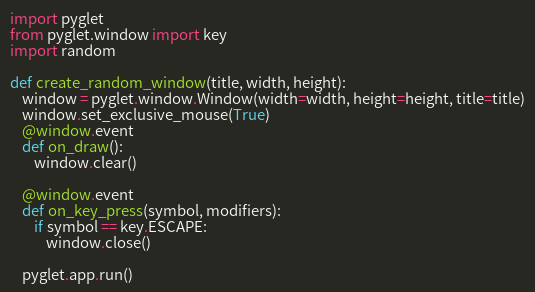 import pyglet
from pyglet.window import key
import random

def create_random_window(title, width, height):
    window = pyglet.window.Window(width=width, height=height, title=title)
    window.set_exclusive_mouse(True)
    @window.event
    def on_draw():
        window.clear()

    @window.event
    def on_key_press(symbol, modifiers):
        if symbol == key.ESCAPE:
            window.close()

    pyglet.app.run()